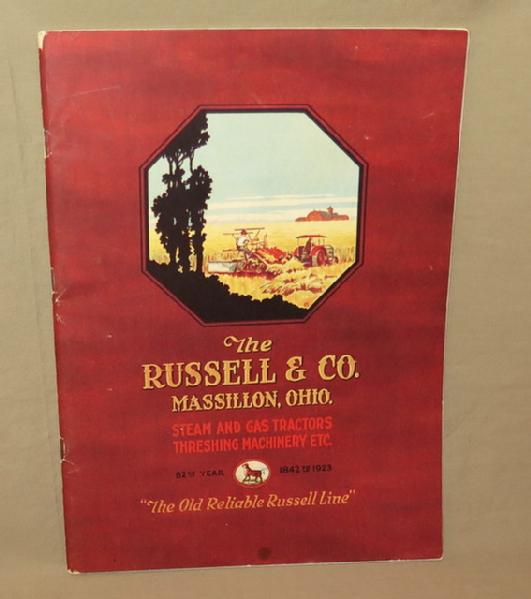 The
RUSSELL & CO.
MASSILLON, OHIO.
STEAM AND GAS TRACTORS
THRESHING MACHINERY ETC.
82ND YEAR 1842 TO 1923
"The Old Reliable Russell Line"